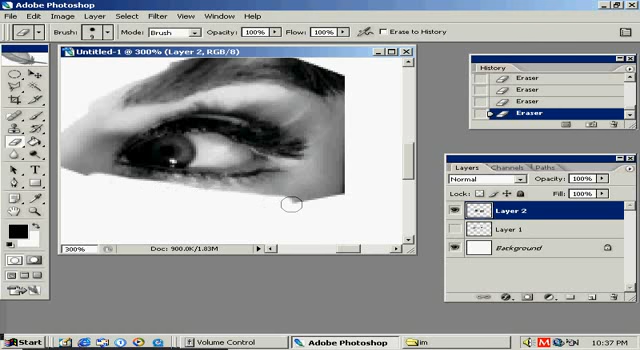 Adobe Photoshop
File Edit Image Layer Select Filter View Window Help
Brush: 9 Mode: Brush Opacity: 100% Flow: 100% Erase to History
Untitled-1 @ 300% (Layer 2, RGB/8)
300% Doc: 900.0K/1.83M
History
Eraser
Eraser
Eraser
Eraser
Layers Channels Paths
Normal Opacity: 100%
Lock: Fill: 100%
Layer 2
Layer 1
Background
Start Volume Control Adobe Photoshop im 10:37 PM